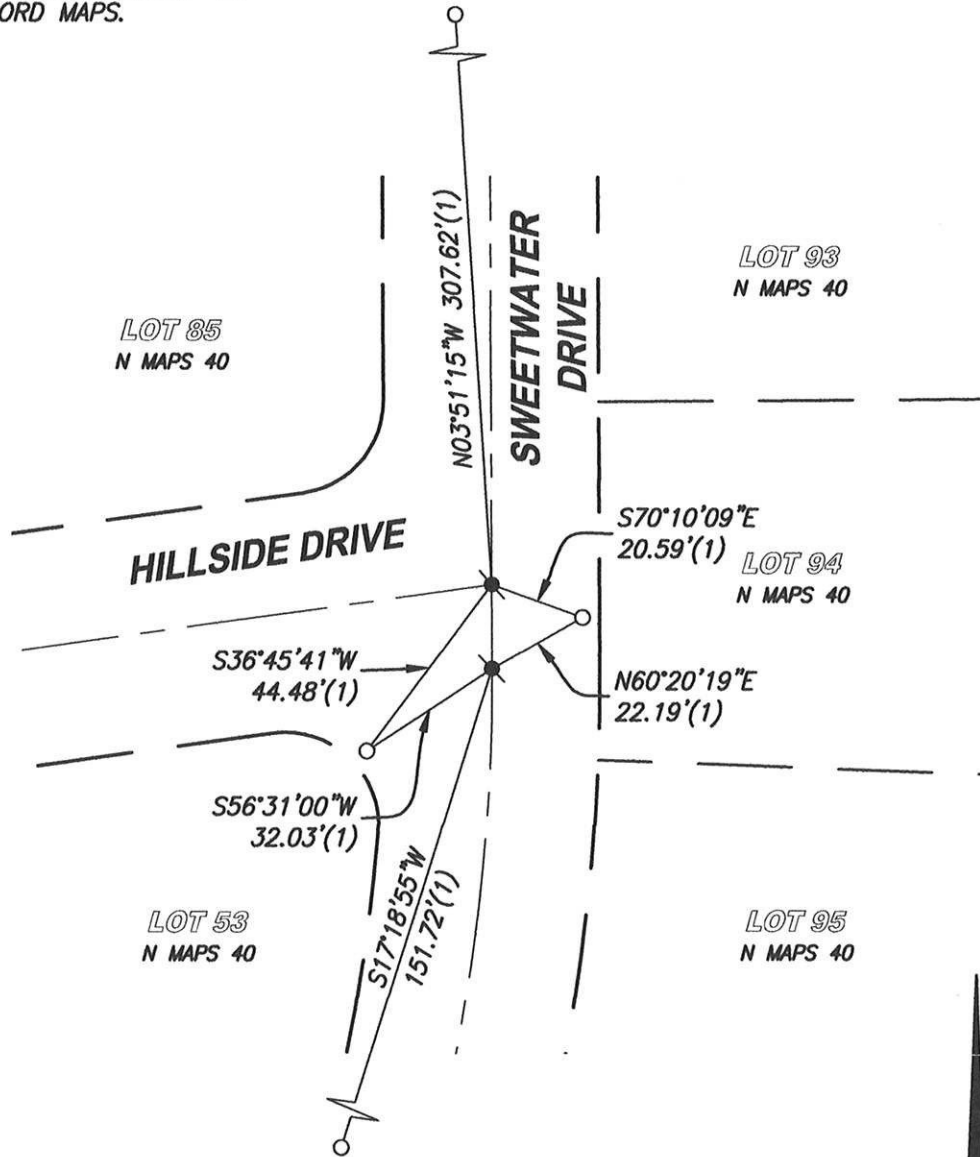 ORD MAPS.
N03°51'15"W 307.62'(1)
SWEETWATER
DRIVE
LOT 93
N MAPS 40
LOT 85
N MAPS 40
HILLSIDE DRIVE
S70°10'09"E
20.59'(1)
LOT 94
N MAPS 40
S36°45'41"W
44.48'(1)
N60°20'19"E
22.19'(1)
S56°31'00"W
32.03'(1)
S17°18'55"W
151.72'(1)
LOT 53
N MAPS 40
LOT 95
N MAPS 40